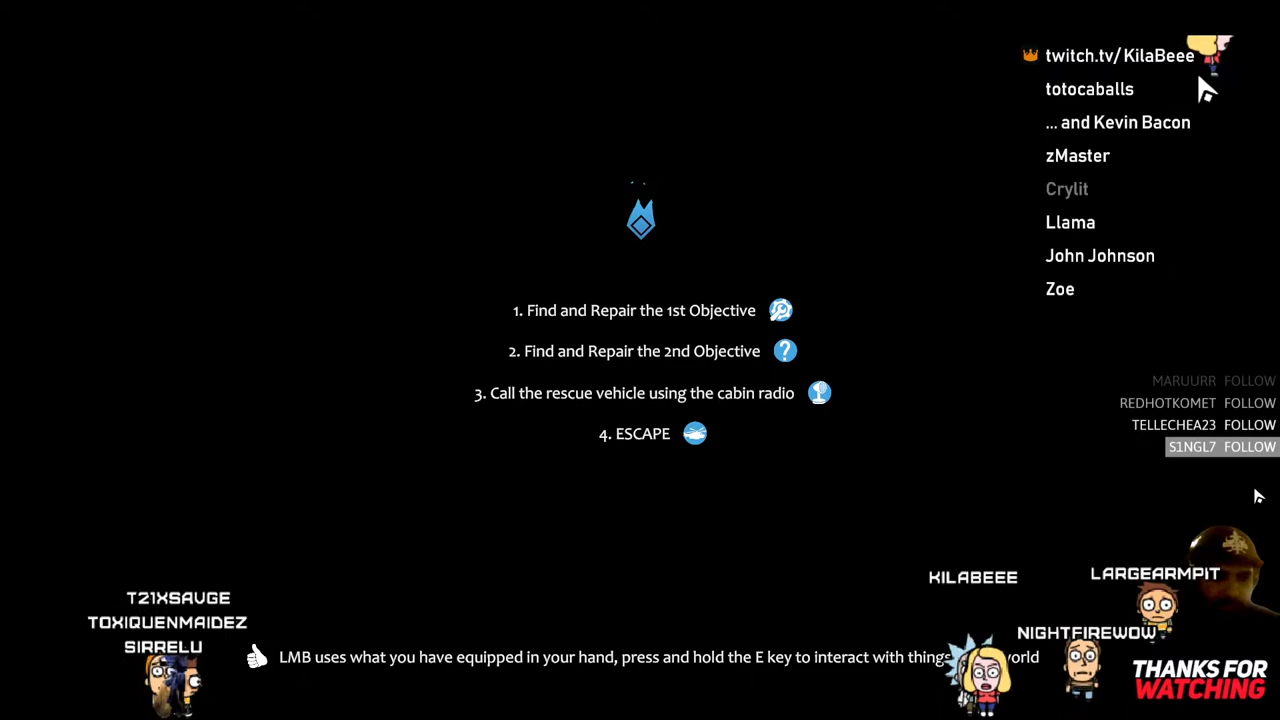 twitch.tv/KilaBeee
totocaballs
... and Kevin Bacon
zMaster
Crylit
Llama
John Johnson
Zoe
1. Find and Repair the 1st Objective
2. Find and Repair the 2nd Objective
?
3. Call the rescue vehicle using the cabin radio
4. ESCAPE
MARUURR FOLLOW
REDHOTKOMET FOLLOW
TELLECHEA23 FOLLOW
S1NGL7 FOLLOW
KILABEEE
LARGEARMPIT
T21XSAVGE
TOXIQUENMAIDEZ
SIRRELU
NIGHTFIREWOW
LMB uses what you have equipped in your hand, press and hold the E key to interact with things world
THANKS FOR
WATCHING